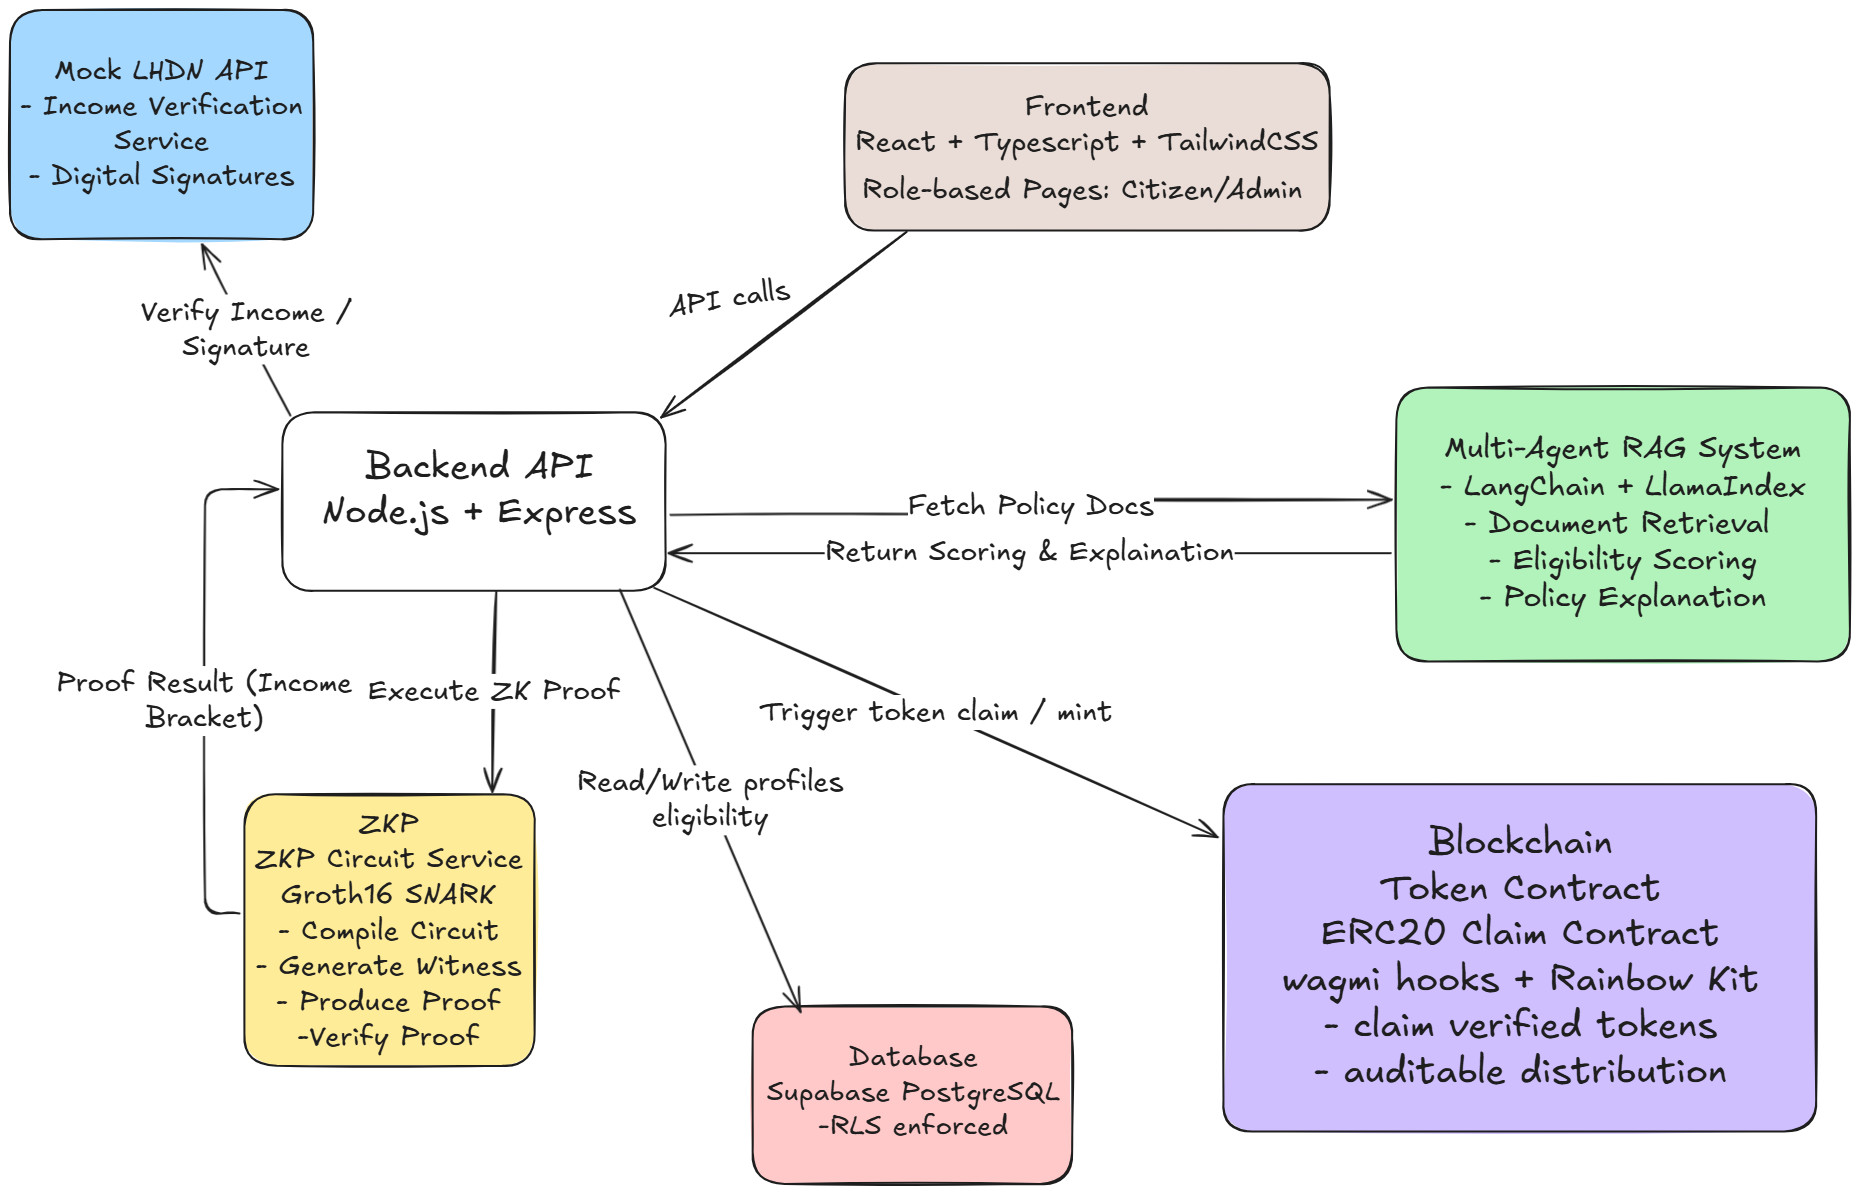 Mock LHDN API
- Income Verification
Service
- Digital Signatures
Frontend
React + Typescript + TailwindCSS
Role-based Pages: Citizen/Admin
Verify Income /
Signature
API calls
Backend API
Node.js + Express
Fetch Policy Docs
Return Scoring & Explaination
Multi-Agent RAG System
- LangChain + LlamaIndex
- Document Retrieval
- Eligibility Scoring
- Policy Explanation
Proof Result (Income
Bracket)
Execute ZK Proof
Trigger token claim / mint
Read/Write profiles
eligibility
ZKP
ZKP Circuit Service
Groth16 SNARK
- Compile Circuit
- Generate Witness
- Produce Proof
-Verify Proof
Blockchain
Token Contract
ERC20 Claim Contract
wagmi hooks + Rainbow Kit
- claim verified tokens
- auditable distribution
Database
Supabase PostgreSQL
-RLS enforced